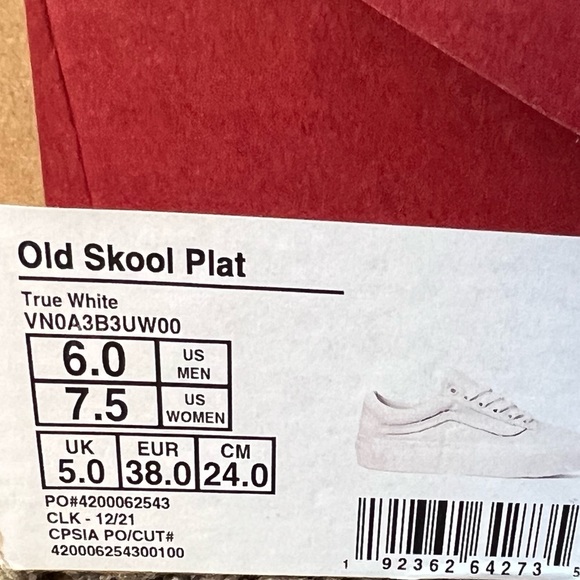 Old Skool Plat
True White
VN0A3B3UW00
6.0 US MEN
7.5 US WOMEN
UK EUR CM
5.0 38.0 24.0
PO#4200062543
CLK - 12/21
CPSIA PO/CUT#
420006254300100
1 92362 64273 5